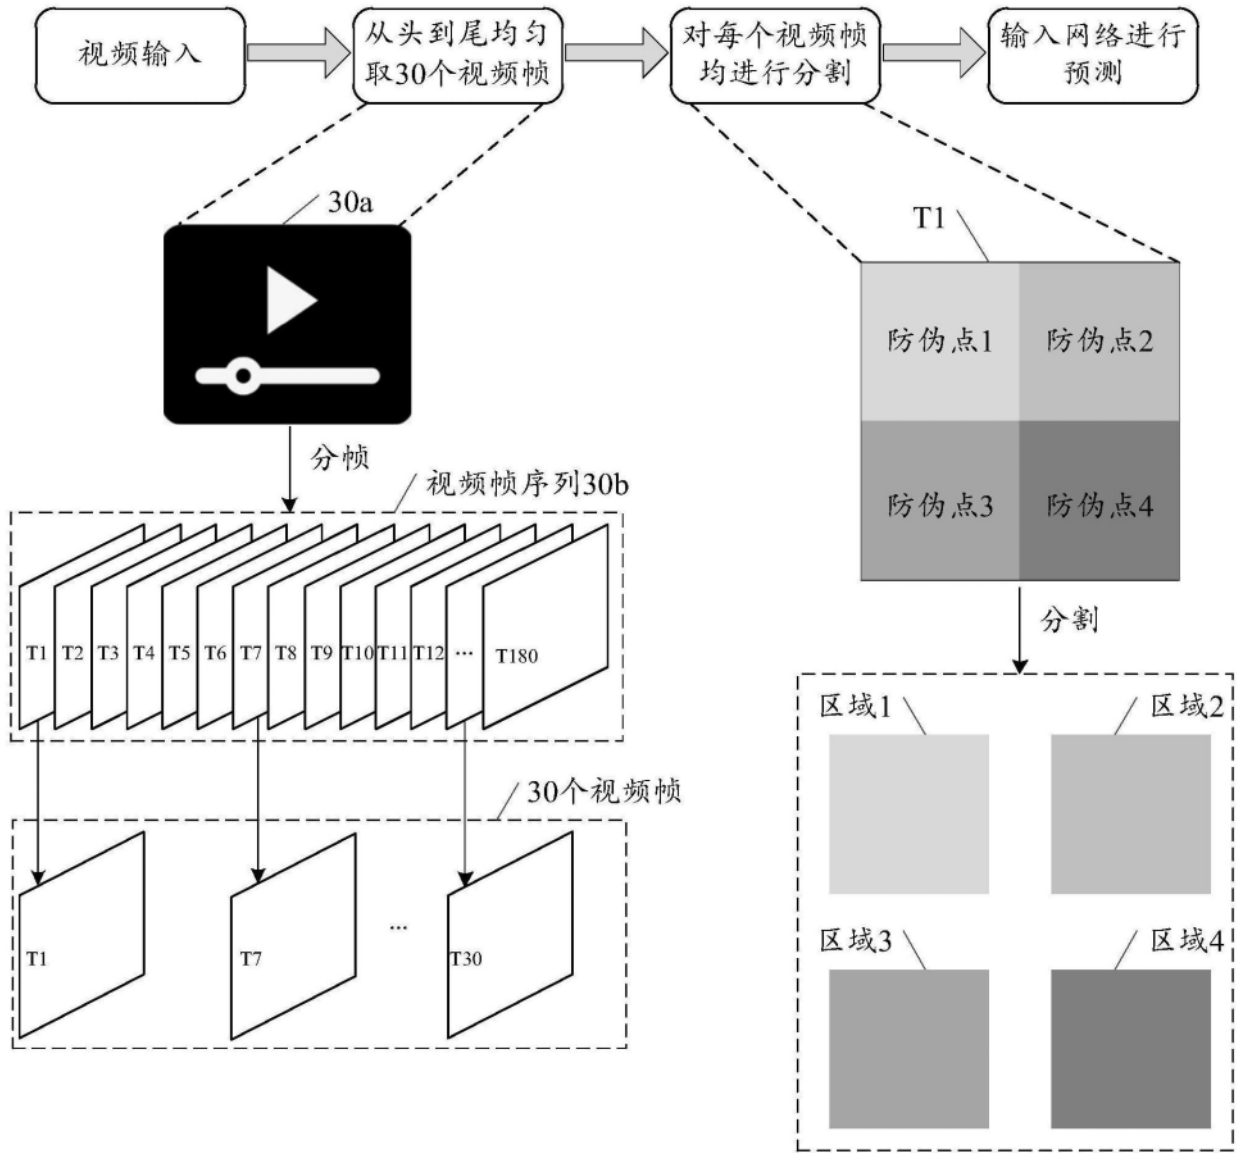 视频输入
从头到尾均匀
取30个视频帧
对每个视频帧
均进行分割
输入网络进行
预测
30a
分帧
视频帧序列30b
T1 T2 T3 T4 T5 T6 T7 T8 T9 T10 T11 T12 ... T180
30个视频帧
T1 T7 ... T30
T1
防伪点1 防伪点2
防伪点3 防伪点4
分割
区域1 区域2
区域3 区域4